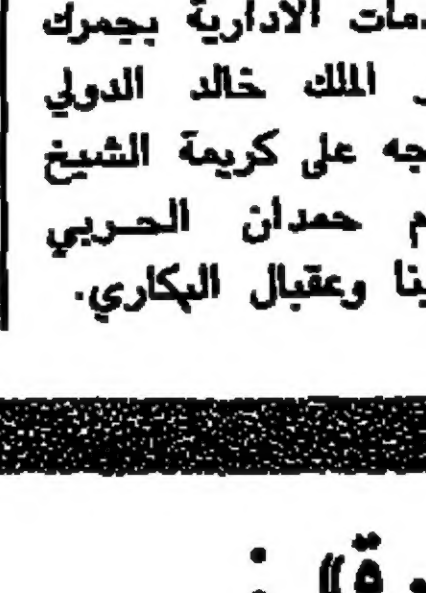 الادارية بجمرك
الملك خالد الدولي
على كريمة الشيخ
حمدان الحربي
وعقبال البكاري.